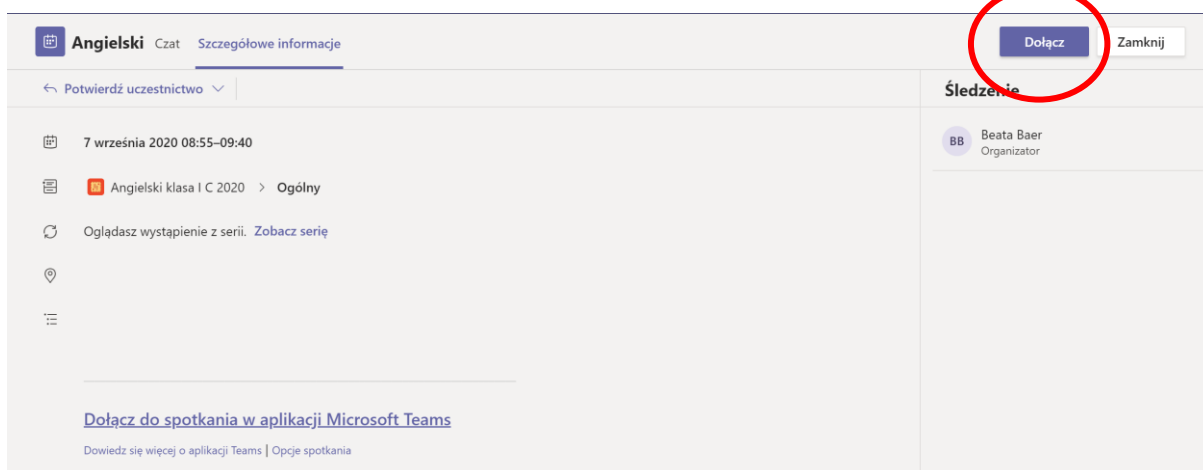 Angielski Czat Szczegółowe informacje
Dołącz Zamknij
Potwierdź uczestnictwo
Śledzenie
7 września 2020 08:55–09:40
BB Beata Baer
Organizator
Angielski klasa I C 2020 > Ogólny
Oglądasz wystąpienie z serii. Zobacz serię
Dołącz do spotkania w aplikacji Microsoft Teams
Dowiedz się więcej o aplikacji Teams | Opcje spotkania